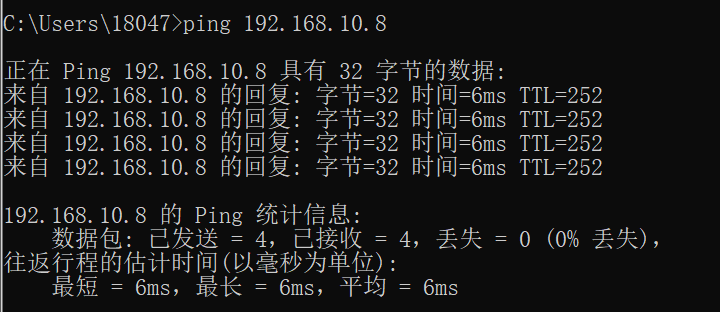 C:\Users\18047>ping 192.168.10.8
正在 Ping 192.168.10.8 具有 32 字节的数据:
来自 192.168.10.8 的回复: 字节=32 时间=6ms TTL=252
来自 192.168.10.8 的回复: 字节=32 时间=6ms TTL=252
来自 192.168.10.8 的回复: 字节=32 时间=6ms TTL=252
来自 192.168.10.8 的回复: 字节=32 时间=6ms TTL=252
192.168.10.8 的 Ping 统计信息:
数据包: 已发送 = 4，已接收 = 4，丢失 = 0 (0% 丢失)，
往返行程的估计时间(以毫秒为单位):
最短 = 6ms，最长 = 6ms，平均 = 6ms